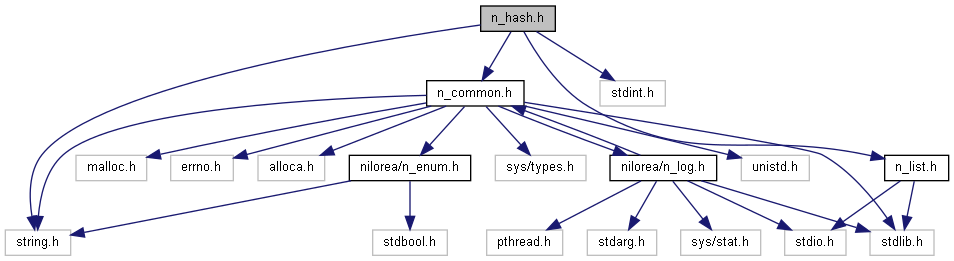 n_hash.h
n_common.h
stdint.h
malloc.h
errno.h
alloca.h
nilorea/n_enum.h
sys/types.h
nilorea/n_log.h
unistd.h
n_list.h
string.h
stdbool.h
pthread.h
stdarg.h
sys/stat.h
stdio.h
stdlib.h